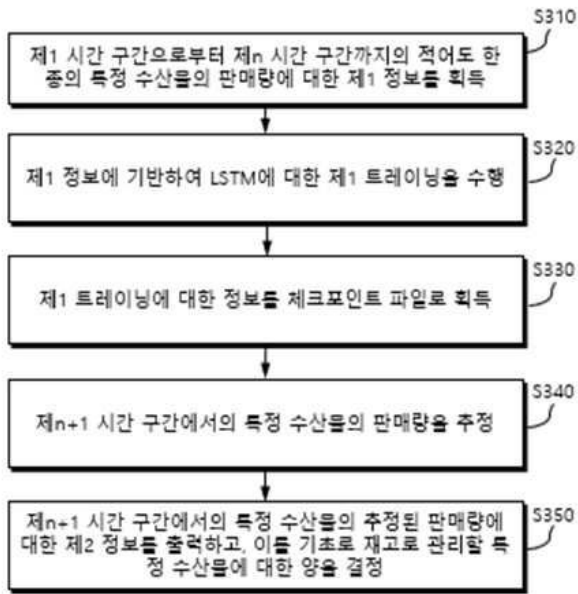 S310
제1 시간 구간으로부터 제n 시간 구간까지의 적어도 한
종의 특정 수산물의 판매량에 대한 제1 정보를 획득
S320
제1 정보에 기반하여 LSTM에 대한 제1 트레이닝을 수행
S330
제1 트레이닝에 대한 정보를 체크포인트 파일로 획득
S340
제n+1 시간 구간에서의 특정 수산물의 판매량을 추정
S350
제n+1 시간 구간에서의 특정 수산물의 추정된 판매량에
대한 제2 정보를 출력하고, 이를 기초로 재고로 관리할 특
정 수산물에 대한 양을 결정